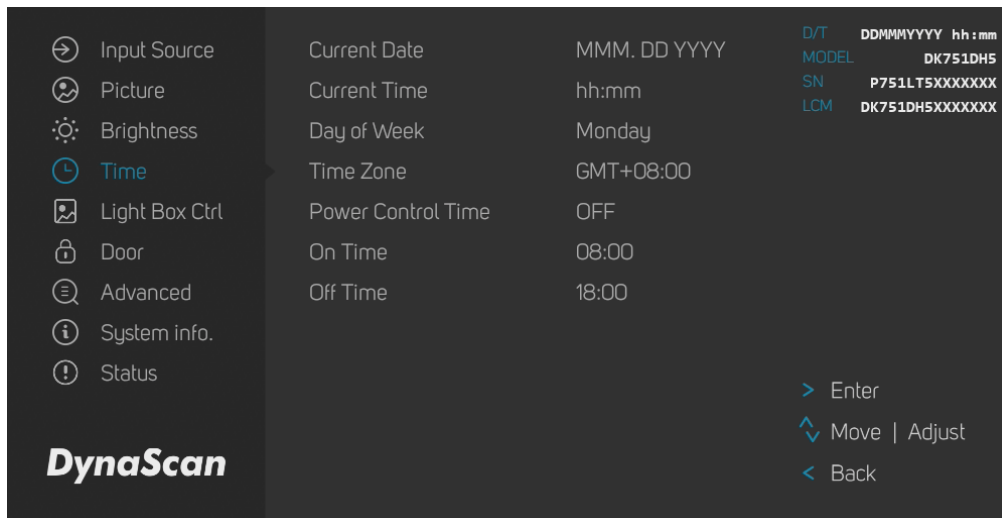 Input Source
Picture
Brightness
Time
Light Box Ctrl
Door
Advanced
System info.
Status
DynaScan
Current Date MMM. DD YYYY
Current Time hh:mm
Day of Week Monday
Time Zone GMT+08:00
Power Control Time OFF
On Time 08:00
Off Time 18:00
D/T DDMMMYYYY hh:mm
MODEL DK751DH5
SN P751LT5XXXXXXX
LCM DK751DH5XXXXXXX
> Enter
Move | Adjust
< Back